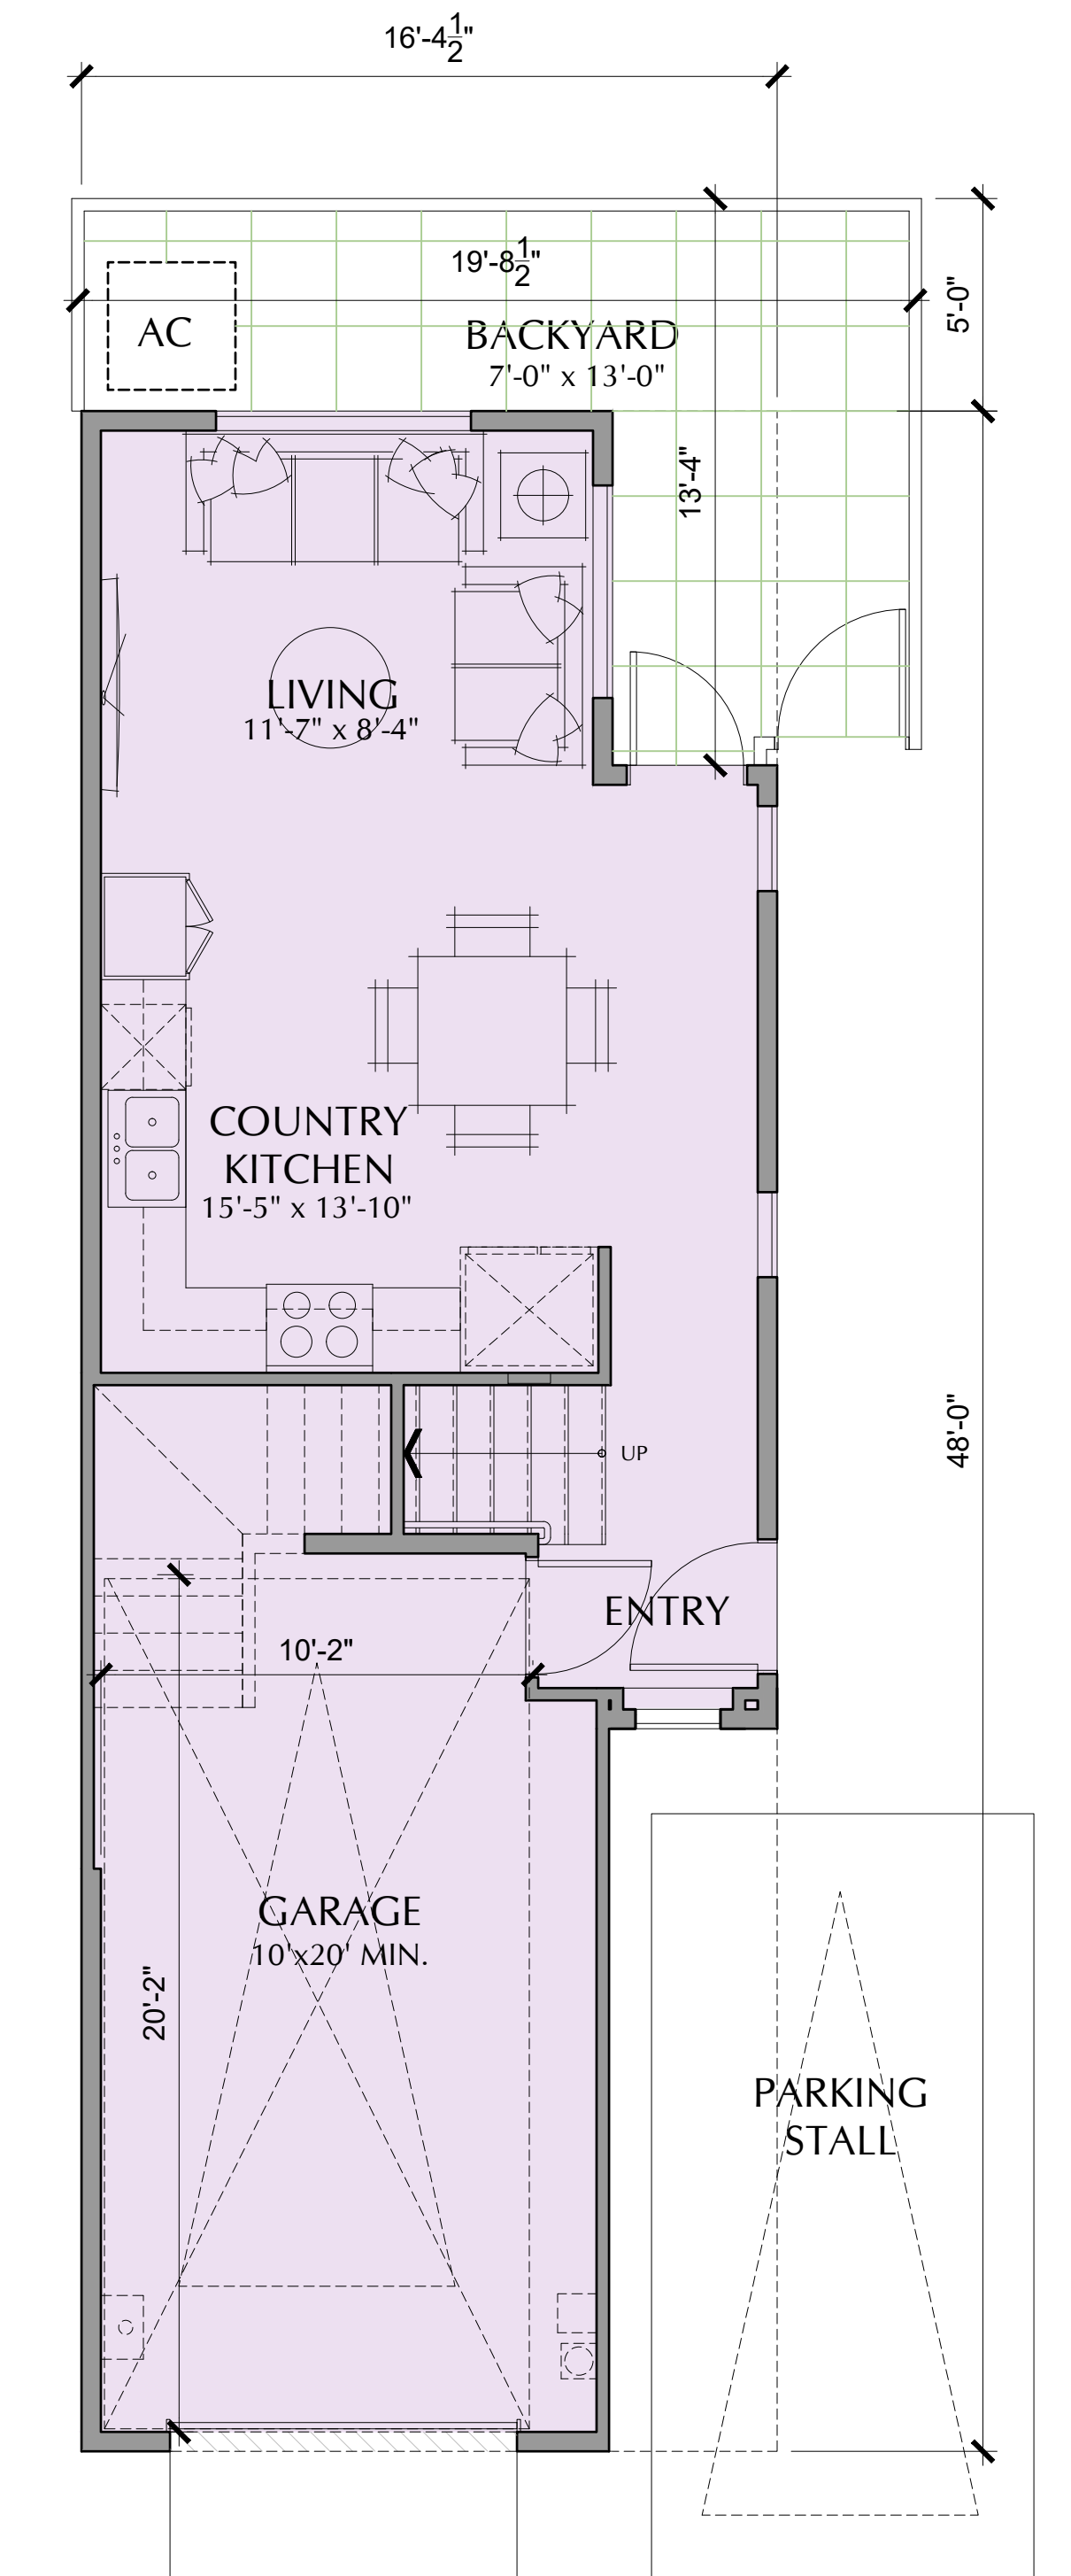 16'-4 1/2"
19'-8 1/2"
5'-0"
AC
BACKYARD
7'-0" x 13'-0"
13'-4"
LIVING
11'-7" x 8'-4"
COUNTRY
KITCHEN
15'-5" x 13'-10"
48'-0"
UP
ENTRY
10'-2"
GARAGE
10'x20' MIN.
20'-2"
PARKING
STALL